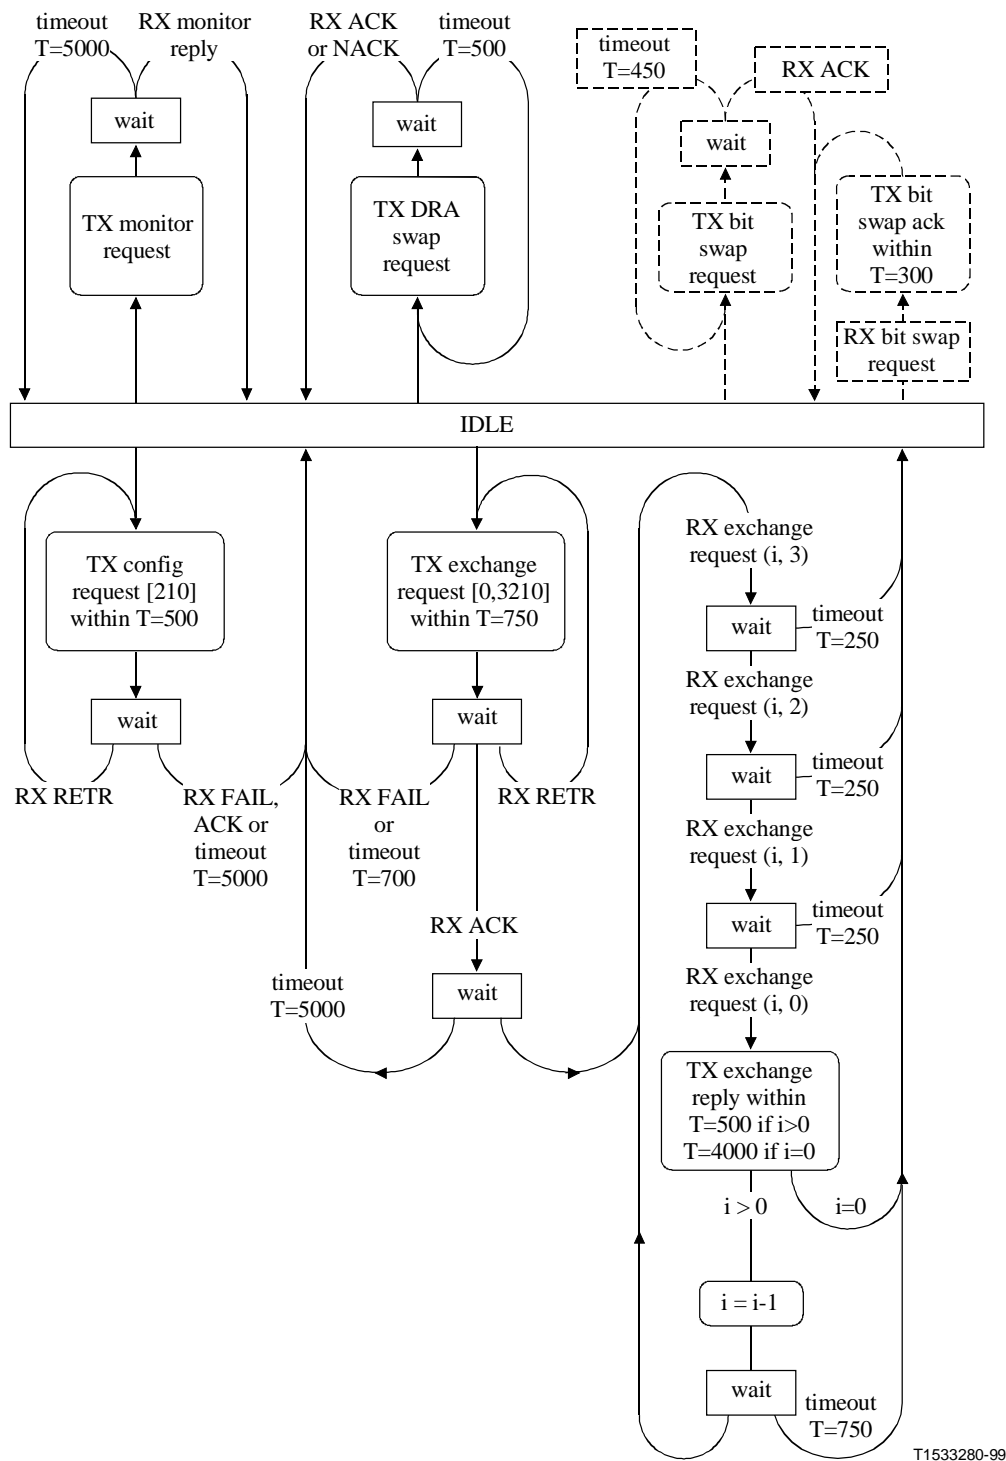 timeout
T=5000
RX monitor
reply
wait
TX monitor
request
RX ACK
or NACK
timeout
T=500
wait
TX DRA
swap
request
timeout
T=450
RX ACK
wait
TX bit
swap
request
TX bit
swap ack
within
T=300
RX bit swap
request
IDLE
TX config
request [210]
within T=500
wait
RX RETR
RX FAIL,
ACK or
timeout
T=5000
TX exchange
request [0,3210]
within T=750
wait
RX FAIL
or
timeout
T=700
RX RETR
RX ACK
wait
timeout
T=5000
RX exchange
request (i, 3)
wait
timeout
T=250
RX exchange
request (i, 2)
wait
timeout
T=250
RX exchange
request (i, 1)
wait
timeout
T=250
RX exchange
request (i, 0)
TX exchange
reply within
T=500 if i>0
T=4000 if i=0
i > 0
i=0
i = i-1
wait
timeout
T=750
T1533280-99